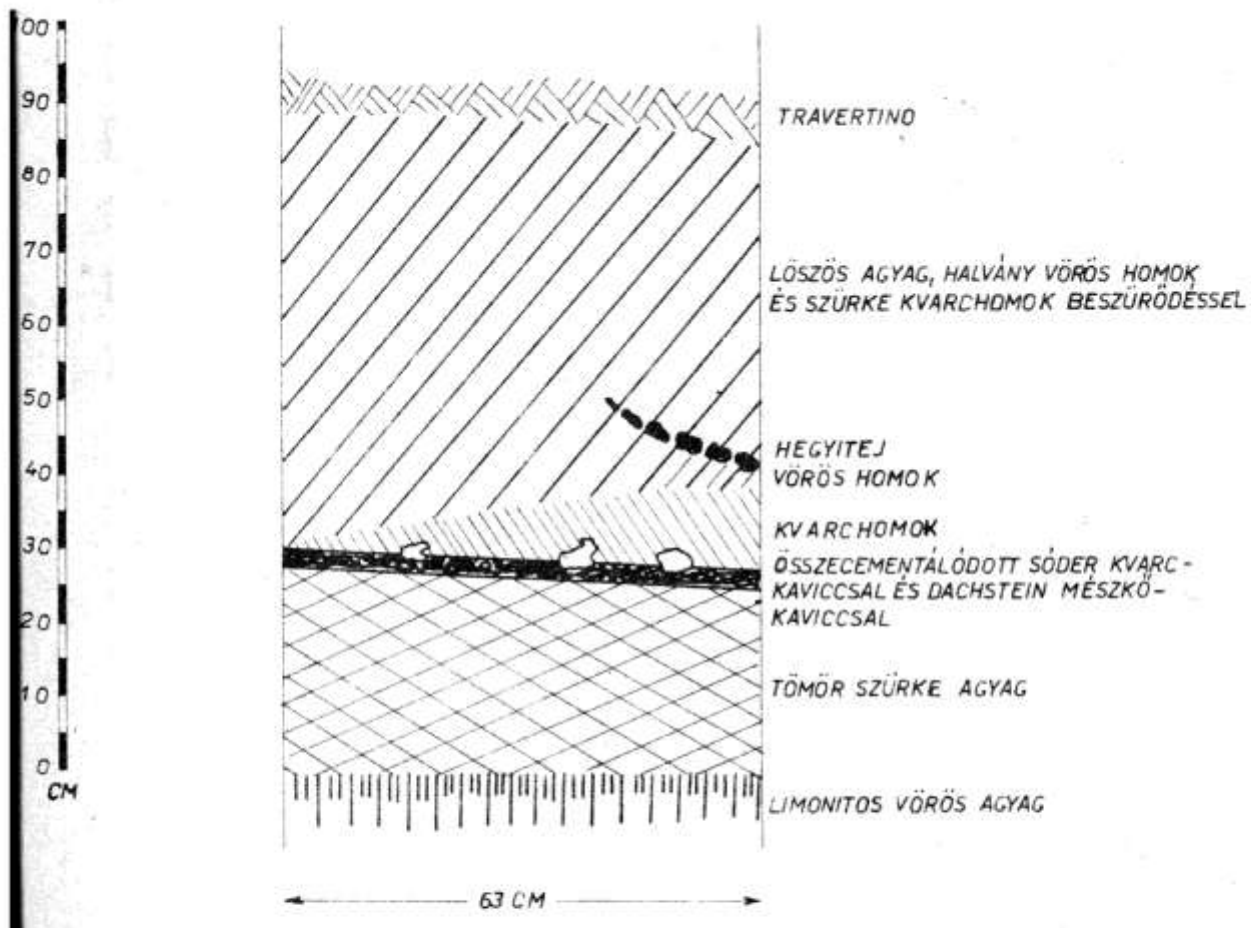 00
90
80
70
60
50
40
30
20
10
0
CM
TRAVERTINO
LÖSZÖS AGYAG, HALVÁNY VÖRÖS HOMOK
ÉS SZÜRKE KVARCHOMOK BESZŰRŐDÉSSEL
HEGYITEJ
VÖRÖS HOMOK
KVARCHOMOK
ÖSSZECEMENTÁLÓDOTT SÓDER KVARC-
KAVICCSAL ÉS DACHSTEIN MÉSZKŐ-
KAVICCSAL
TÖMÖR SZÜRKE AGYAG
LIMONITOS VÖRÖS AGYAG
63 CM